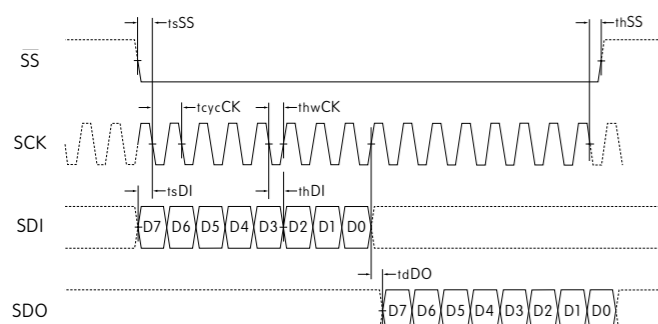 tsSS
thSS
SS
tcycCK
thwCK
SCK
tsDI
thDI
SDI
D7 D6 D5 D4 D3 D2 D1 D0
tdDO
SDO
D7 D6 D5 D4 D3 D2 D1 D0